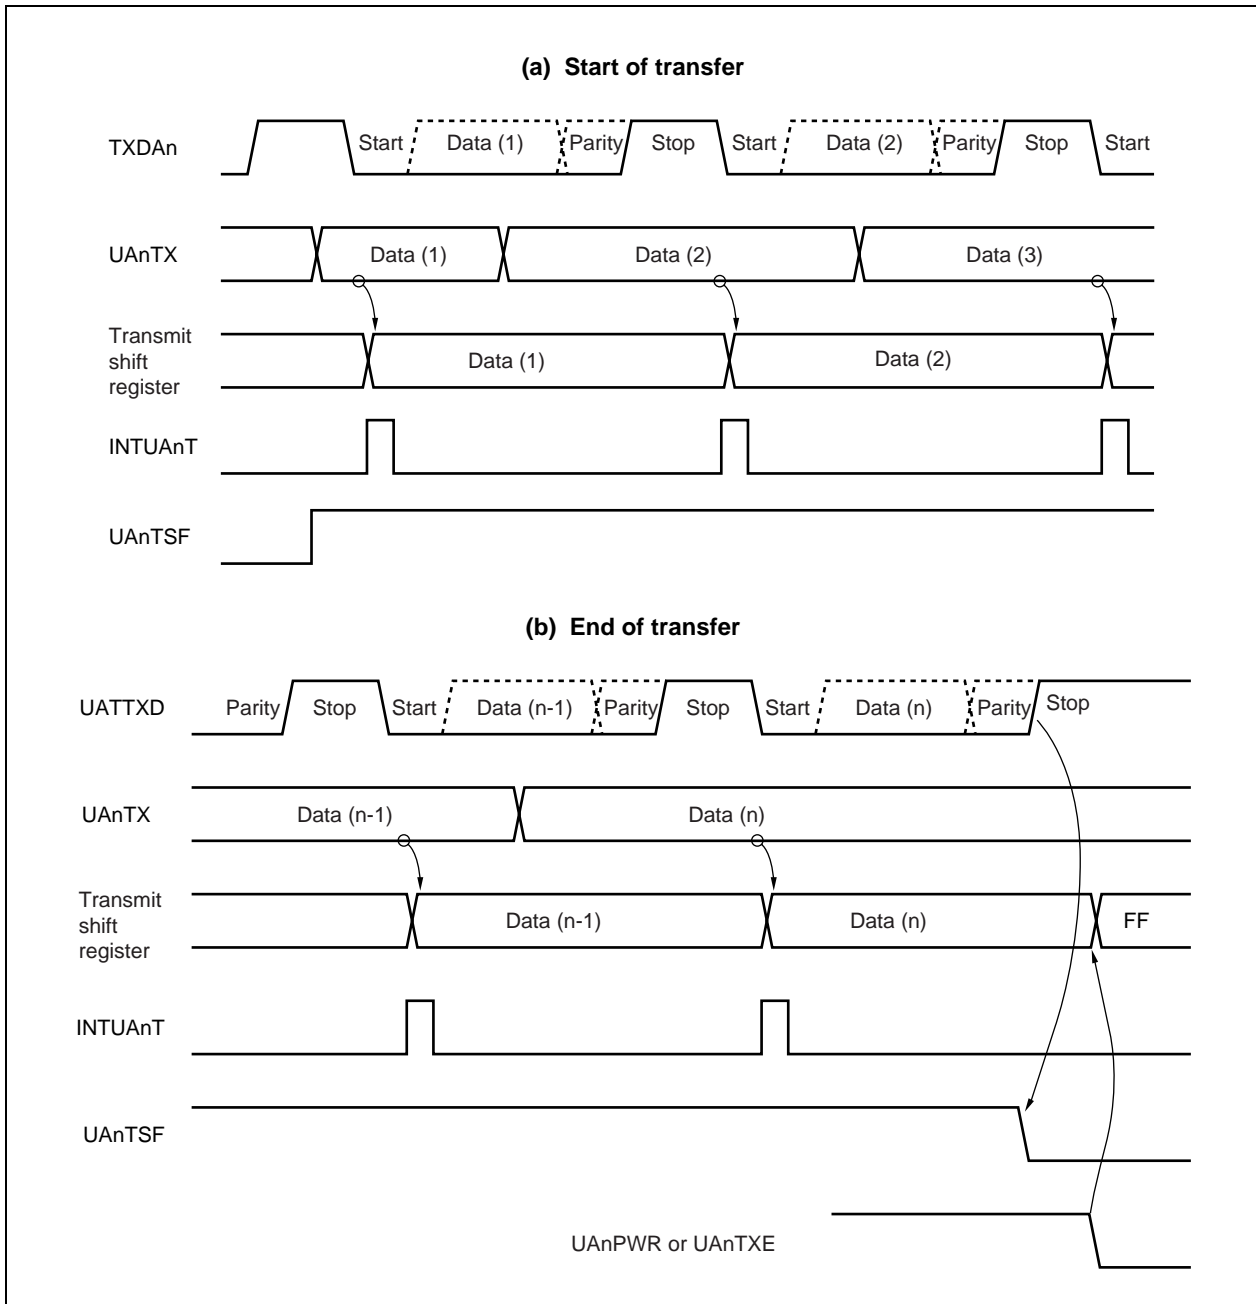 (a) Start of transfer
TXDAn
Start Data (1) Parity Stop Start Data (2) Parity Stop Start
UAnTX
Data (1) Data (2) Data (3)
Transmit
shift
register
Data (1) Data (2)
INTUAnT
UAnTSF
(b) End of transfer
UATTXD
Parity Stop Start Data (n-1) Parity Stop Start Data (n) Parity Stop
UAnTX
Data (n-1) Data (n)
Transmit
shift
register
Data (n-1) Data (n) FF
INTUAnT
UAnTSF
UAnPWR or UAnTXE